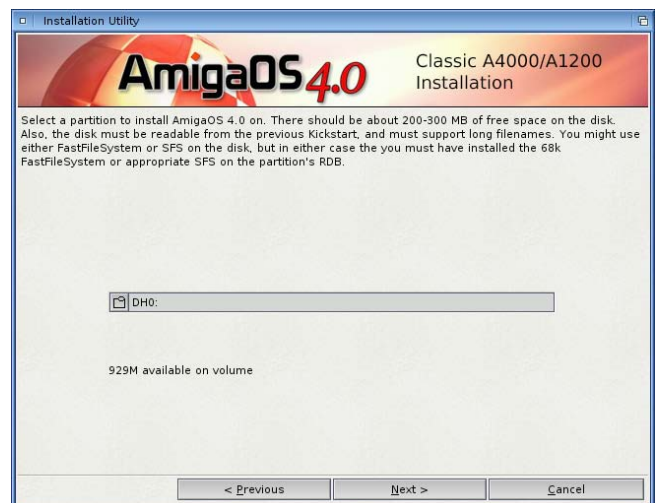 Installation Utility
AmigaOS 4.0
Classic A4000/A1200
Installation
Select a partition to install AmigaOS 4.0 on. There should be about 200-300 MB of free space on the disk.
Also, the disk must be readable from the previous Kickstart, and must support long filenames. You might use
either FastFileSystem or SFS on the disk, but in either case the you must have installed the 68k
FastFileSystem or appropriate SFS on the partition's RDB.
DH0:
929M available on volume
< Previous
Next >
Cancel